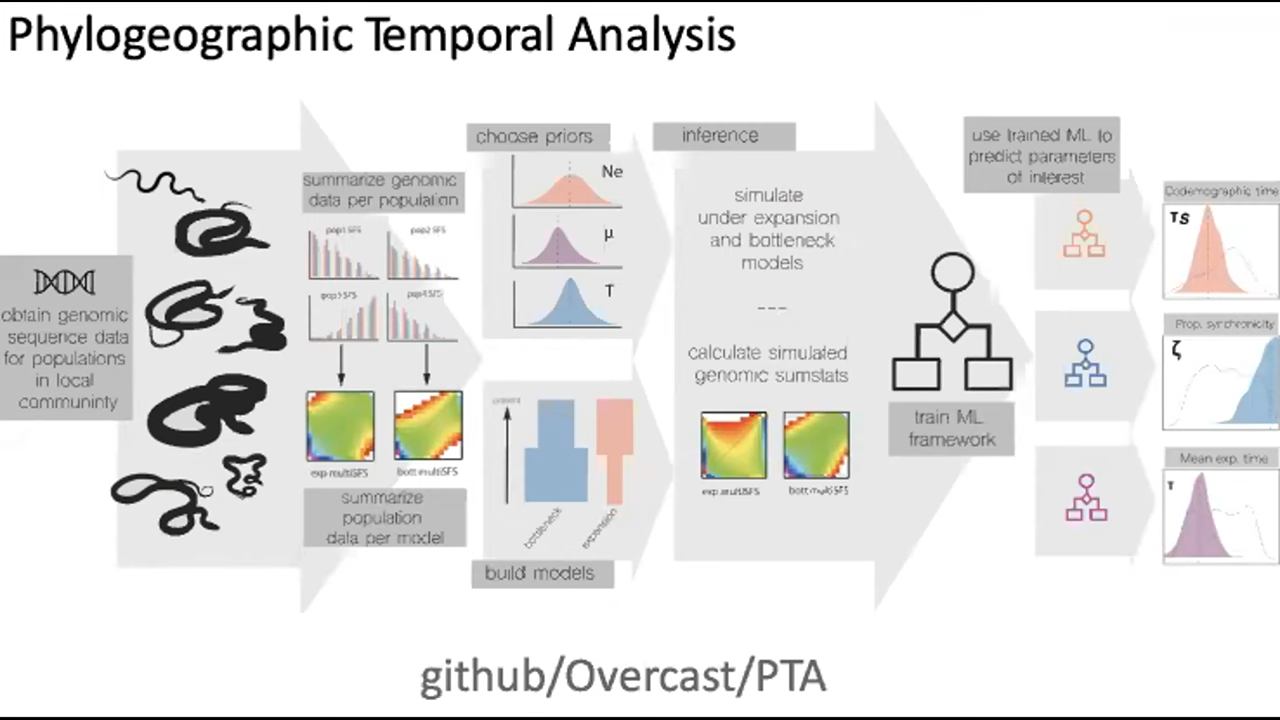 Phylogeographic Temporal Analysis
obtain genomic
sequence data
for populations
in local
communinty
summarize genomic
data per population
pop1 SFS
pop2 SFS
pop3 SFS
pop4 SFS
exp multiSFS
bott multiSFS
summarize
population
data per model
choose priors
Ne
μ
T
present
bottleneck
expansion
build models
inference
simulate
under expansion
and bottleneck
models
---
calculate simulated
genomic sumstats
exp multiSFS
bott multiSFS
train ML
framework
use trained ML to
predict parameters
of interest
Codemographic time
τs
Prop. synchronicity
ζ
Mean exp. time
τ
github/Overcast/PTA